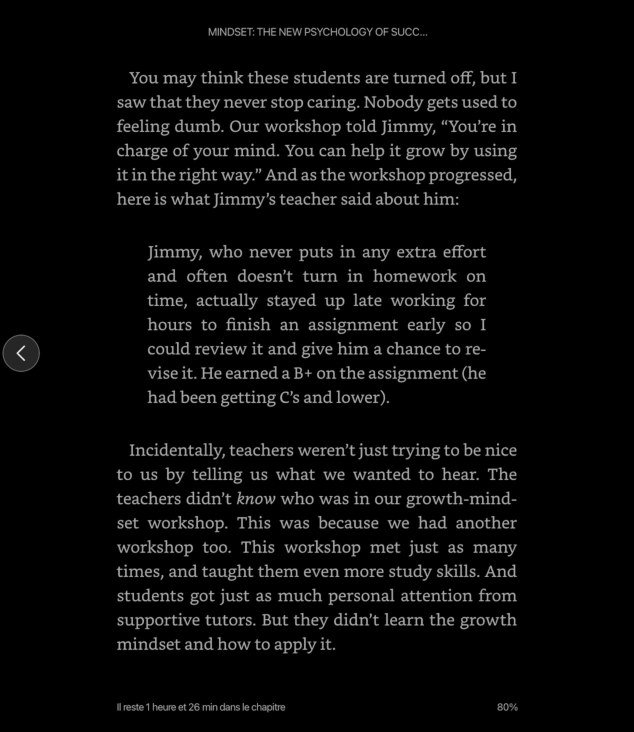 MINDSET: THE NEW PSYCHOLOGY OF SUCC...
You may think these students are turned off, but I
saw that they never stop caring. Nobody gets used to
feeling dumb. Our workshop told Jimmy, “You’re in
charge of your mind. You can help it grow by using
it in the right way.” And as the workshop progressed,
here is what Jimmy’s teacher said about him:
Jimmy, who never puts in any extra effort
and often doesn’t turn in homework on
time, actually stayed up late working for
hours to finish an assignment early so I
could review it and give him a chance to re-
vise it. He earned a B+ on the assignment (he
had been getting C’s and lower).
Incidentally, teachers weren’t just trying to be nice
to us by telling us what we wanted to hear. The
teachers didn’t know who was in our growth-mind-
set workshop. This was because we had another
workshop too. This workshop met just as many
times, and taught them even more study skills. And
students got just as much personal attention from
supportive tutors. But they didn’t learn the growth
mindset and how to apply it.
Il reste 1 heure et 26 min dans le chapitre
80%